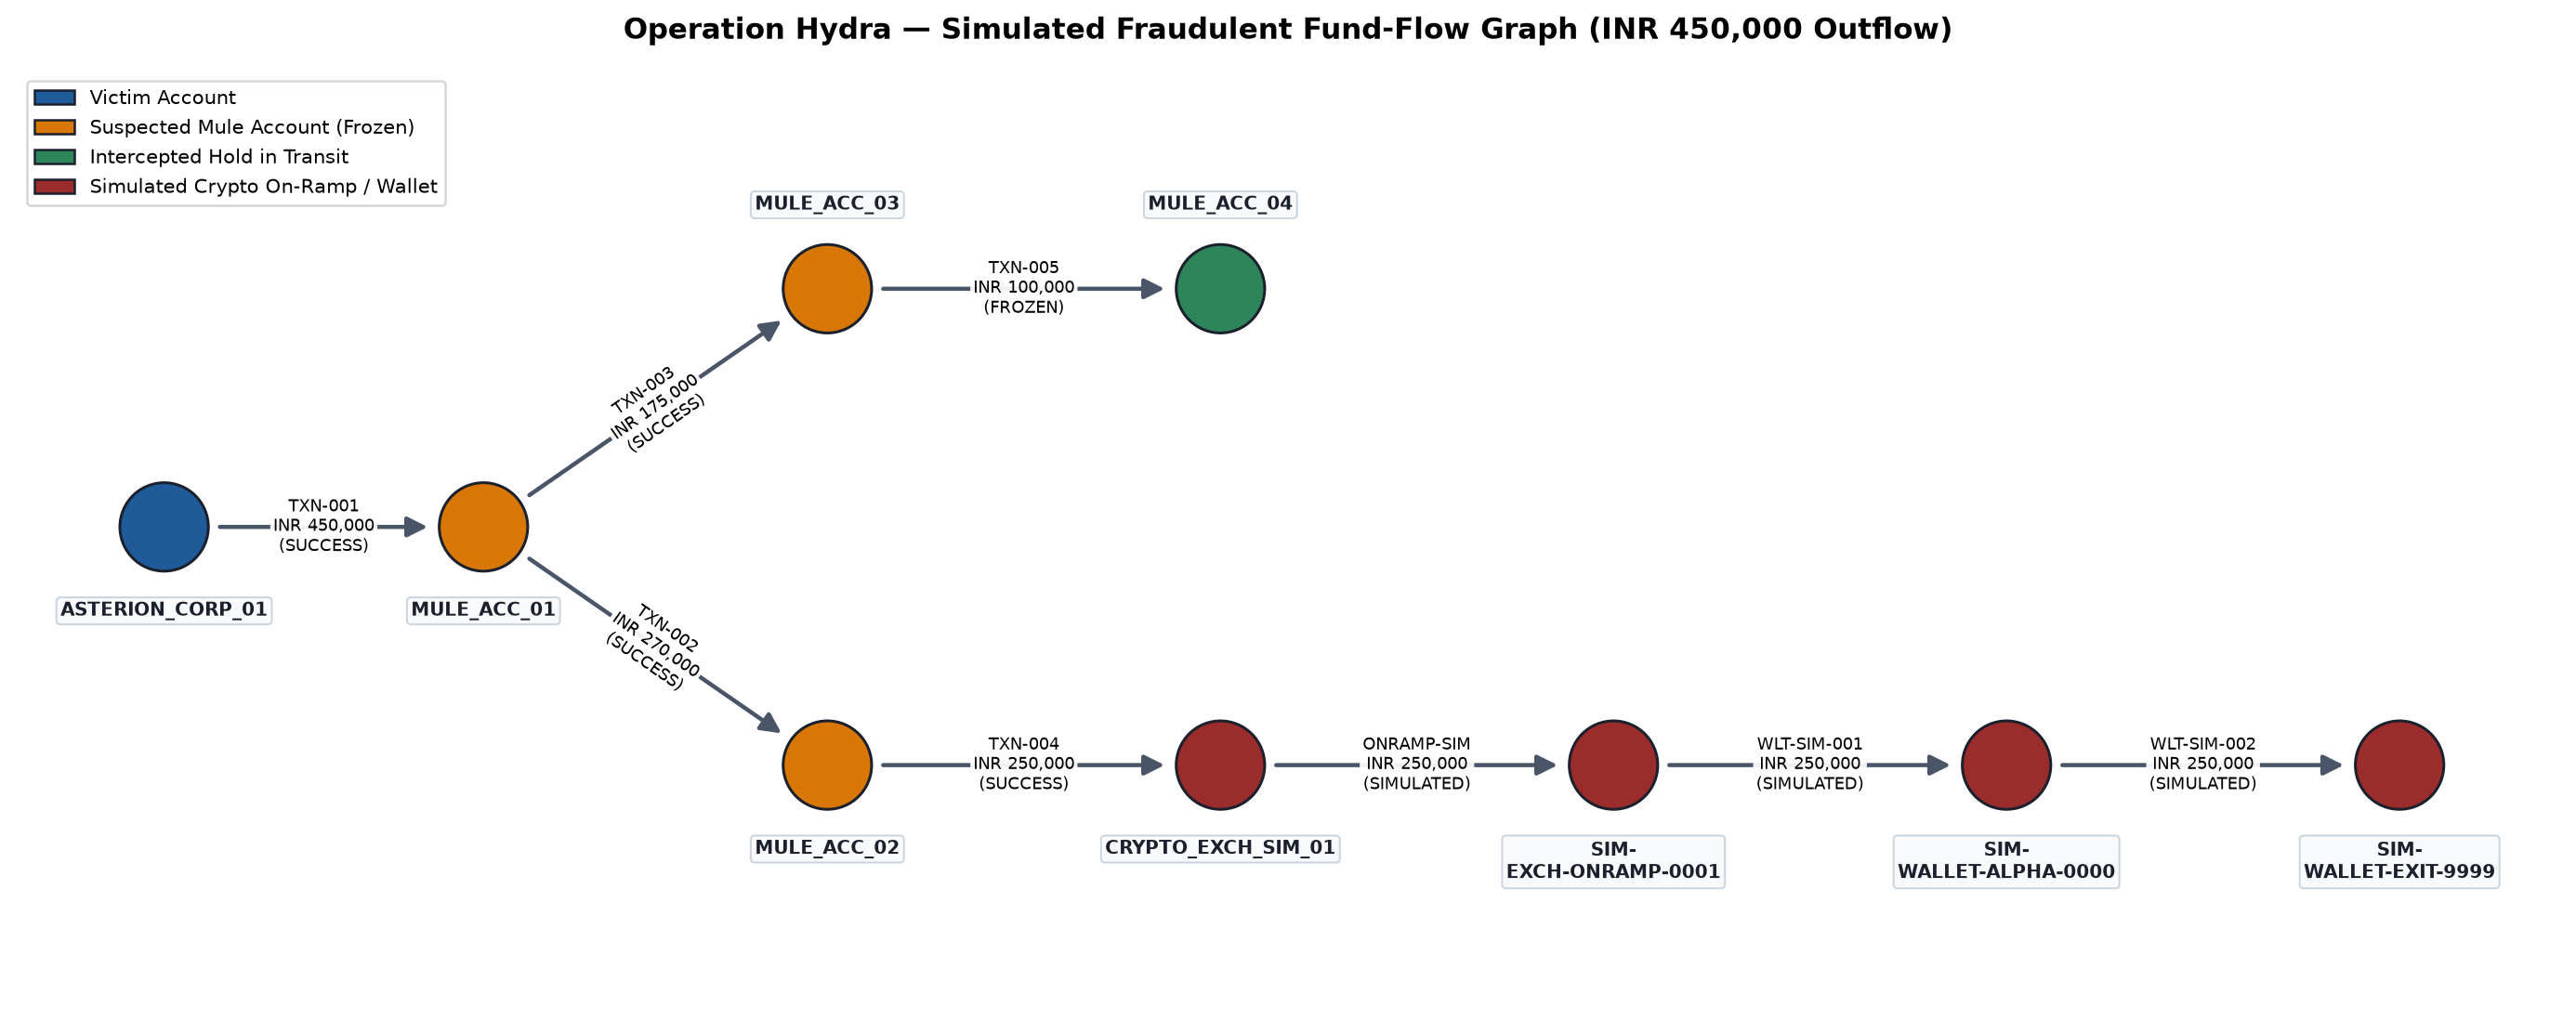 Operation Hydra — Simulated Fraudulent Fund-Flow Graph (INR 450,000 Outflow)
Victim Account
Suspected Mule Account (Frozen)
Intercepted Hold in Transit
Simulated Crypto On-Ramp / Wallet
MULE_ACC_03
MULE_ACC_04
TXN-005
INR 100,000
(FROZEN)
TXN-003
INR 175,000
(SUCCESS)
TXN-001
INR 450,000
(SUCCESS)
ASTERION_CORP_01
MULE_ACC_01
TXN-002
INR 270,000
(SUCCESS)
TXN-004
INR 250,000
(SUCCESS)
ONRAMP-SIM
INR 250,000
(SIMULATED)
WLT-SIM-001
INR 250,000
(SIMULATED)
WLT-SIM-002
INR 250,000
(SIMULATED)
MULE_ACC_02
CRYPTO_EXCH_SIM_01
SIM-
EXCH-ONRAMP-0001
SIM-
WALLET-ALPHA-0000
SIM-
WALLET-EXIT-9999